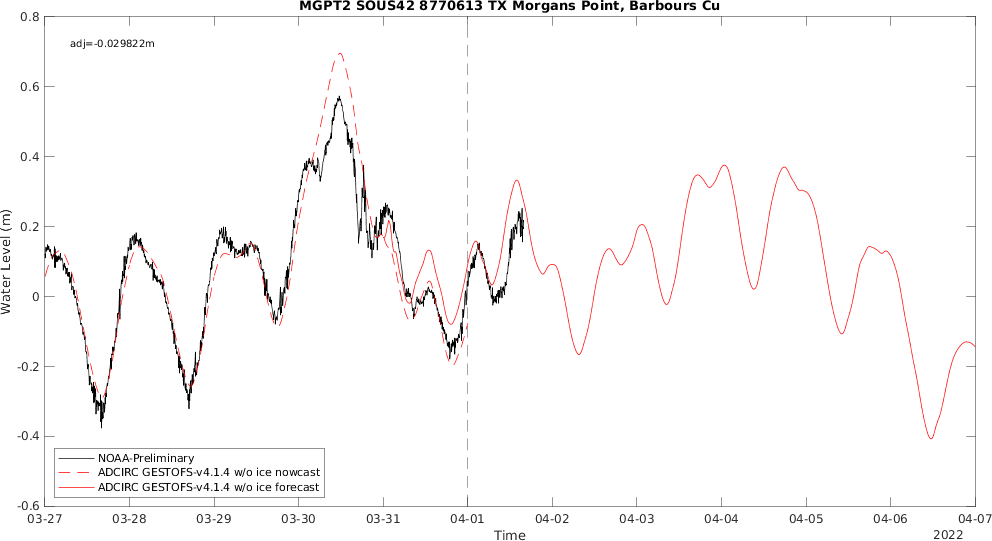 MGPT2 SOUS42 8770613 TX Morgans Point, Barbours Cu
adj=-0.029822m
0.8
0.6
0.4
0.2
0
-0.2
-0.4
-0.6
Water Level (m)
NOAA-Preliminary
ADCIRC GESTOFS-v4.1.4 w/o ice nowcast
ADCIRC GESTOFS-v4.1.4 w/o ice forecast
03-27 03-28 03-29 03-30 03-31 04-01 04-02 04-03 04-04 04-05 04-06 04-07
Time
2022